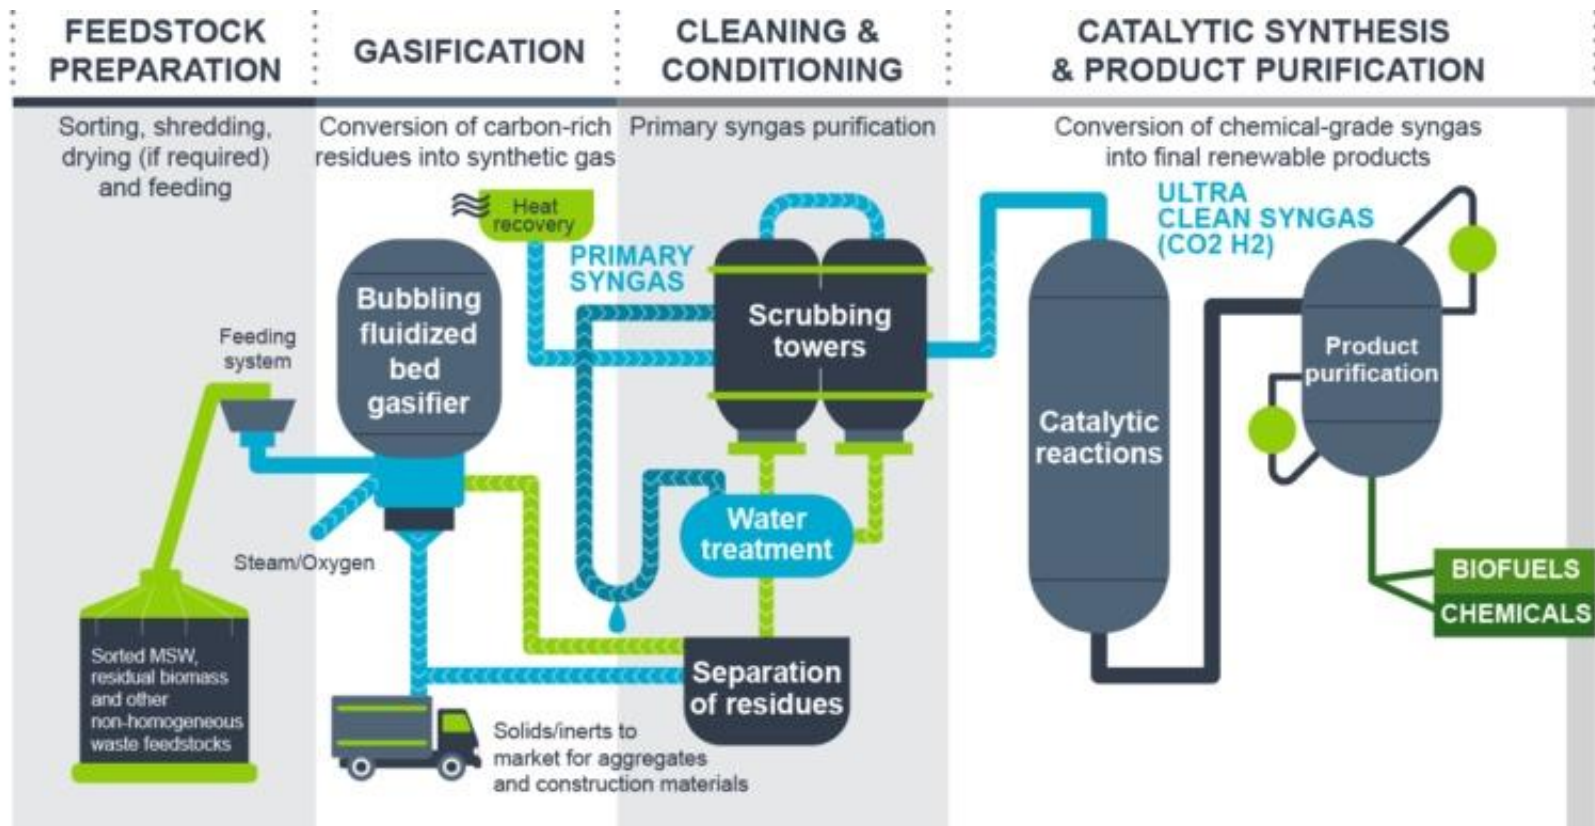 FEEDSTOCK
PREPARATION
GASIFICATION
CLEANING &
CONDITIONING
CATALYTIC SYNTHESIS
& PRODUCT PURIFICATION
Sorting, shredding,
drying (if required)
and feeding
Conversion of carbon-rich
residues into synthetic gas
Primary syngas purification
Conversion of chemical-grade syngas
into final renewable products
Heat
recovery
PRIMARY
SYNGAS
ULTRA
CLEAN SYNGAS
(CO2 H2)
Bubbling
fluidized
bed
gasifier
Scrubbing
towers
Feeding
system
Product
purification
Catalytic
reactions
Water
treatment
Steam/Oxygen
BIOFUELS
CHEMICALS
Sorted MSW,
residual biomass
and other
non-homogeneous
waste feedstocks
Separation
of residues
Solids/inerts to
market for aggregates
and construction materials